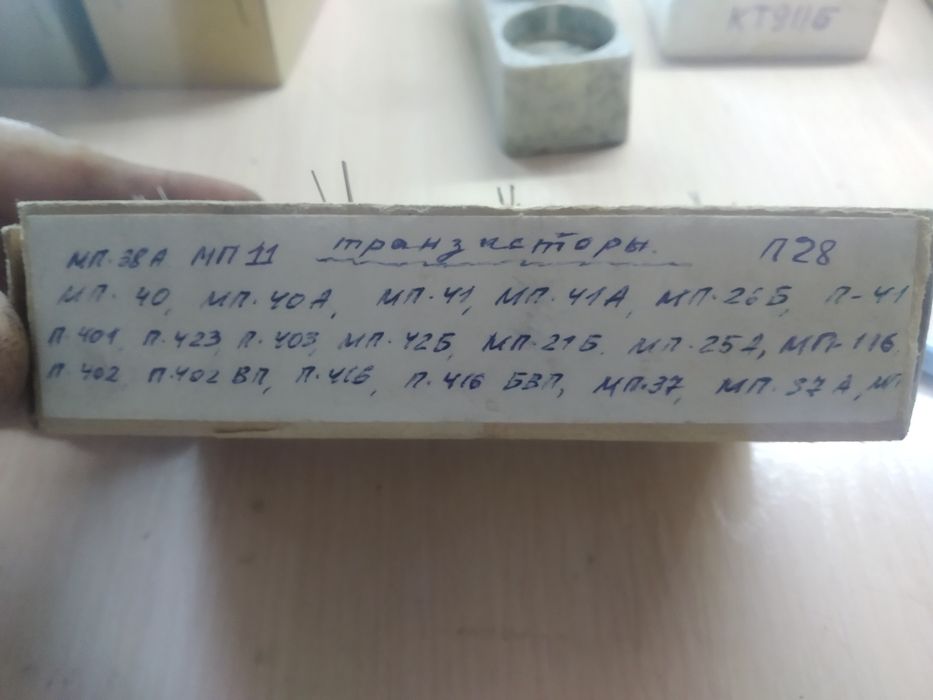 КТ911Б
МП-38А МП11 транзисторы. П28
МП-40, МП-40А, МП-41, МП-41А, МП-26Б, П-41
П-401, П-423, П-403, МП-42Б, МП-21Б. МП-25А, МП-116,
П-402, П-402 ВП, П-416, П-416 БВП, МП-37, МП-37А, МП